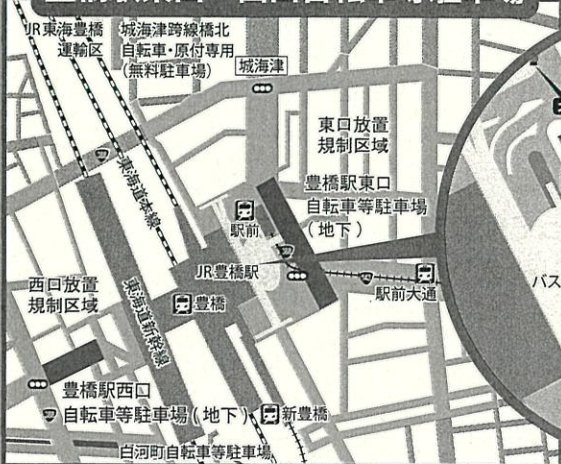 JR東海豊橋
運輸区
城海津跨線橋北
自転車・原付専用
(無料駐車場)
城海津
東口放置
規制区域
東海道本線
豊橋駅東口
自転車等駐車場
(地下)
駅前
JR豊橋駅
西口放置
規制区域
東海道新幹線
豊橋
駅前大通
バス
豊橋駅西口
自転車等駐車場(地下)
新豊橋
白河町自転車等駐車場